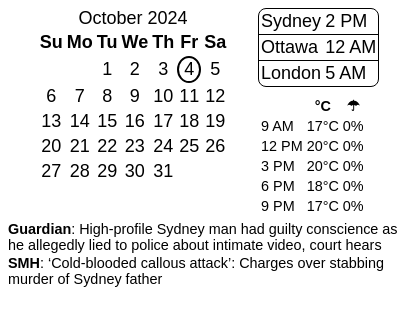 October 2024
Su Mo Tu We Th Fr Sa
1 2 3 4 5
6 7 8 9 10 11 12
13 14 15 16 17 18 19
20 21 22 23 24 25 26
27 28 29 30 31
Sydney 2 PM
Ottawa 12 AM
London 5 AM
°C ☂
9 AM 17°C 0%
12 PM 20°C 0%
3 PM 20°C 0%
6 PM 18°C 0%
9 PM 17°C 0%
Guardian: High-profile Sydney man had guilty conscience as
he allegedly lied to police about intimate video, court hears
SMH: ‘Cold-blooded callous attack’: Charges over stabbing
murder of Sydney father